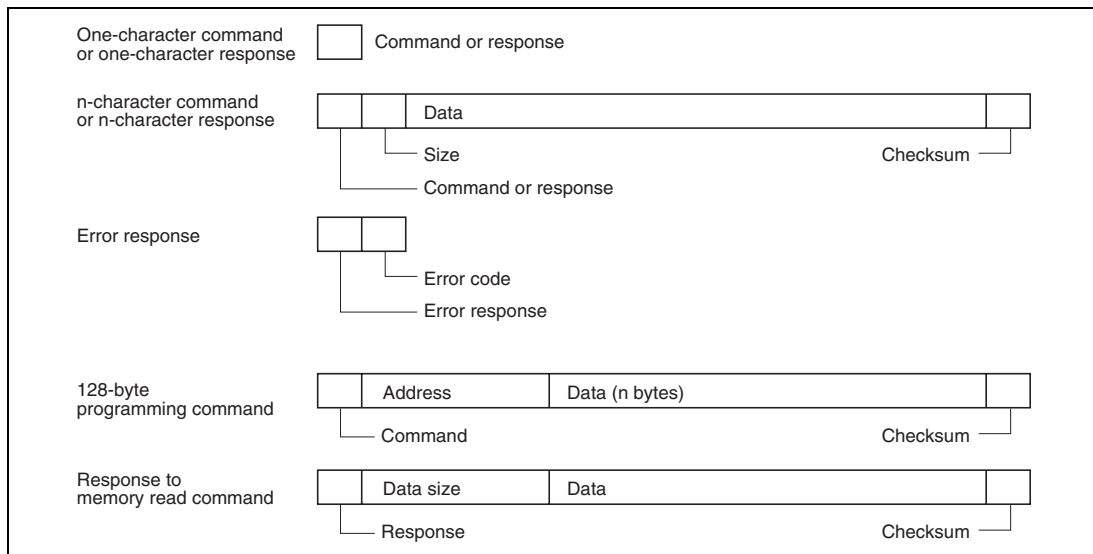 One-character command
or one-character response
Command or response
n-character command
or n-character response
Data
Size
Checksum
Command or response
Error response
Error code
Error response
128-byte
programming command
Address
Data (n bytes)
Command
Checksum
Response to
memory read command
Data size
Data
Response
Checksum